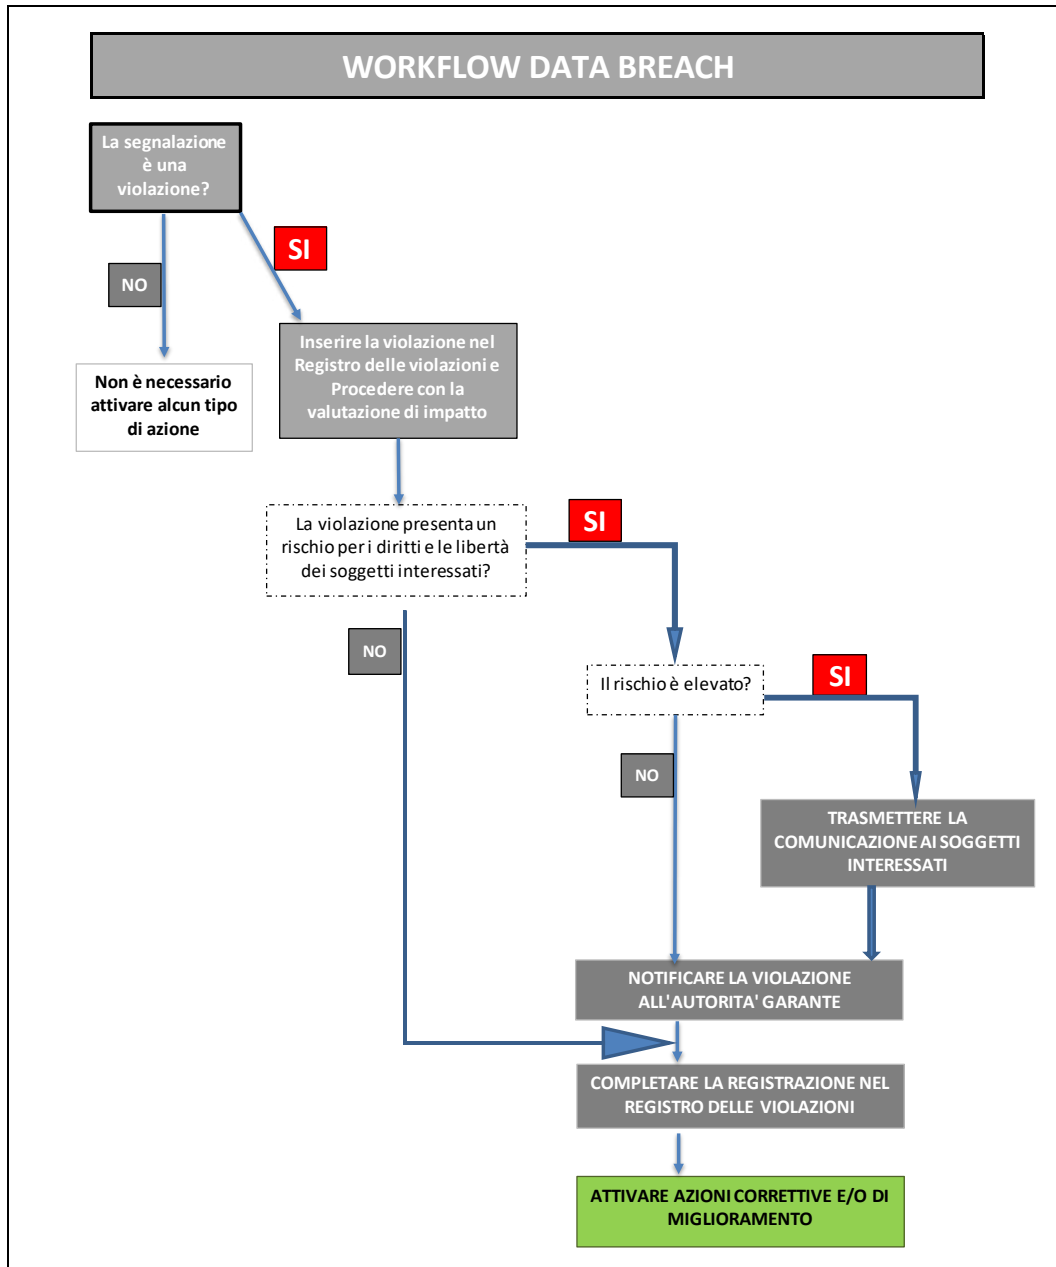 WORKFLOW DATA BREACH
La segnalazione
è una
violazione?
SI
NO
Inserire la violazione nel
Registro delle violazioni e
Procedere con la
valutazione di impatto
Non è necessario
attivare alcun tipo
di azione
La violazione presenta un
rischio per i diritti e le libertà
dei soggetti interessati?
SI
NO
Il rischio è elevato?
SI
NO
TRASMETTERE LA
COMUNICAZIONE AI SOGGETTI
INTERESSATI
NOTIFICARE LA VIOLAZIONE
ALL'AUTORITA' GARANTE
COMPLETARE LA REGISTRAZIONE NEL
REGISTRO DELLE VIOLAZIONI
ATTIVARE AZIONI CORRETTIVE E/O DI
MIGLIORAMENTO